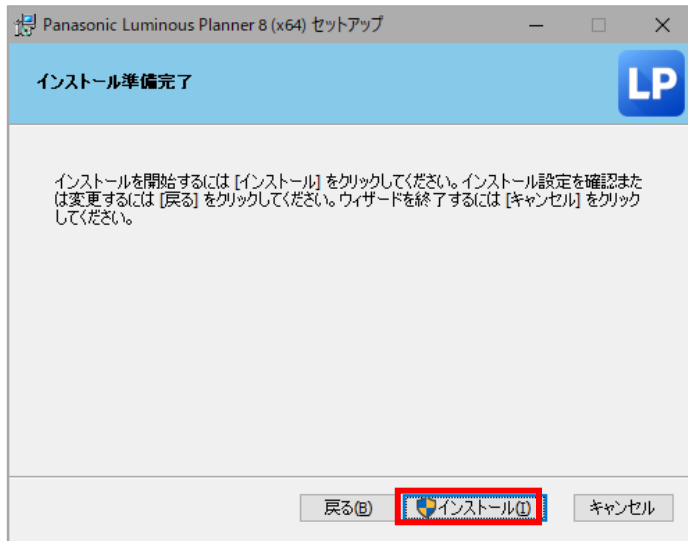 Panasonic Luminous Planner 8 (x64) セットアップ
インストール準備完了
LP
インストールを開始するには [インストール] をクリックしてください。インストール設定を確認また
は変更するには [戻る] をクリックしてください。ウィザードを終了するには [キャンセル] をクリック
してください。
戻る(B)
インストール(I)
キャンセル